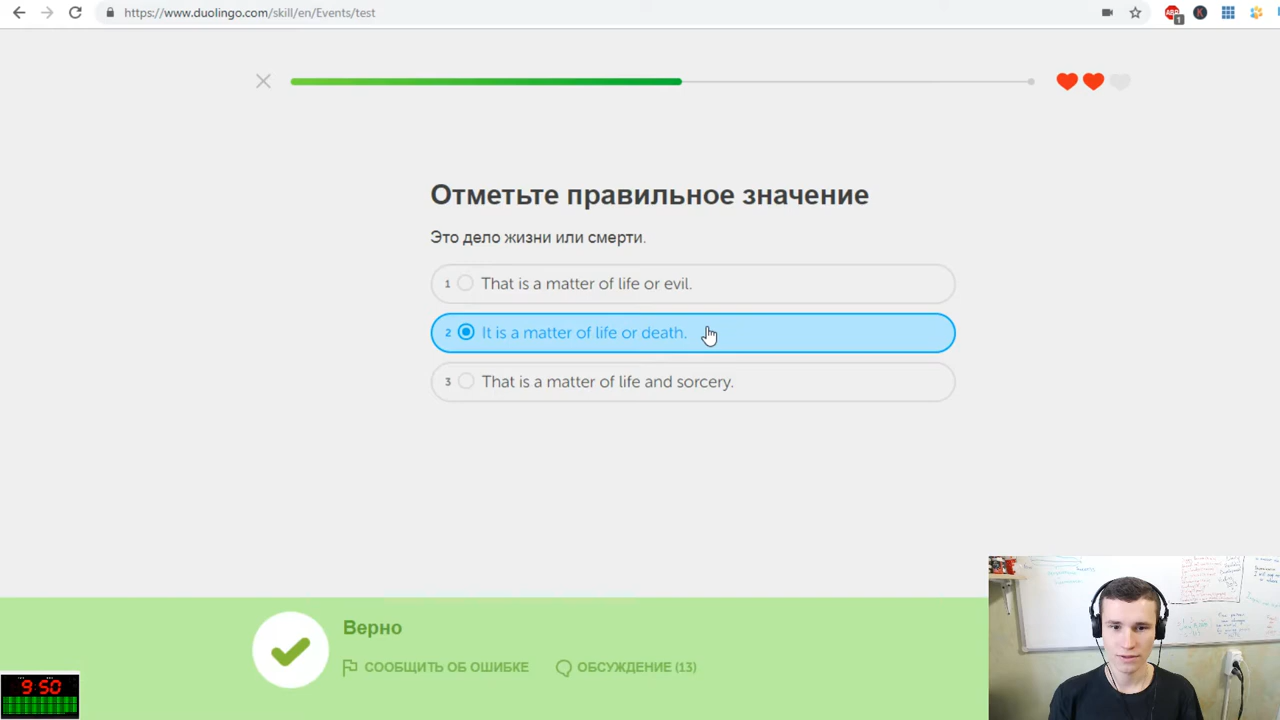 https://www.duolingo.com/skill/en/Events/test
ABP
1
K
Отметьте правильное значение
Это дело жизни или смерти.
1 That is a matter of life or evil.
2 It is a matter of life or death.
3 That is a matter of life and sorcery.
Верно
СООБЩИТЬ ОБ ОШИБКЕ ОБСУЖДЕНИЕ (13)
9:50